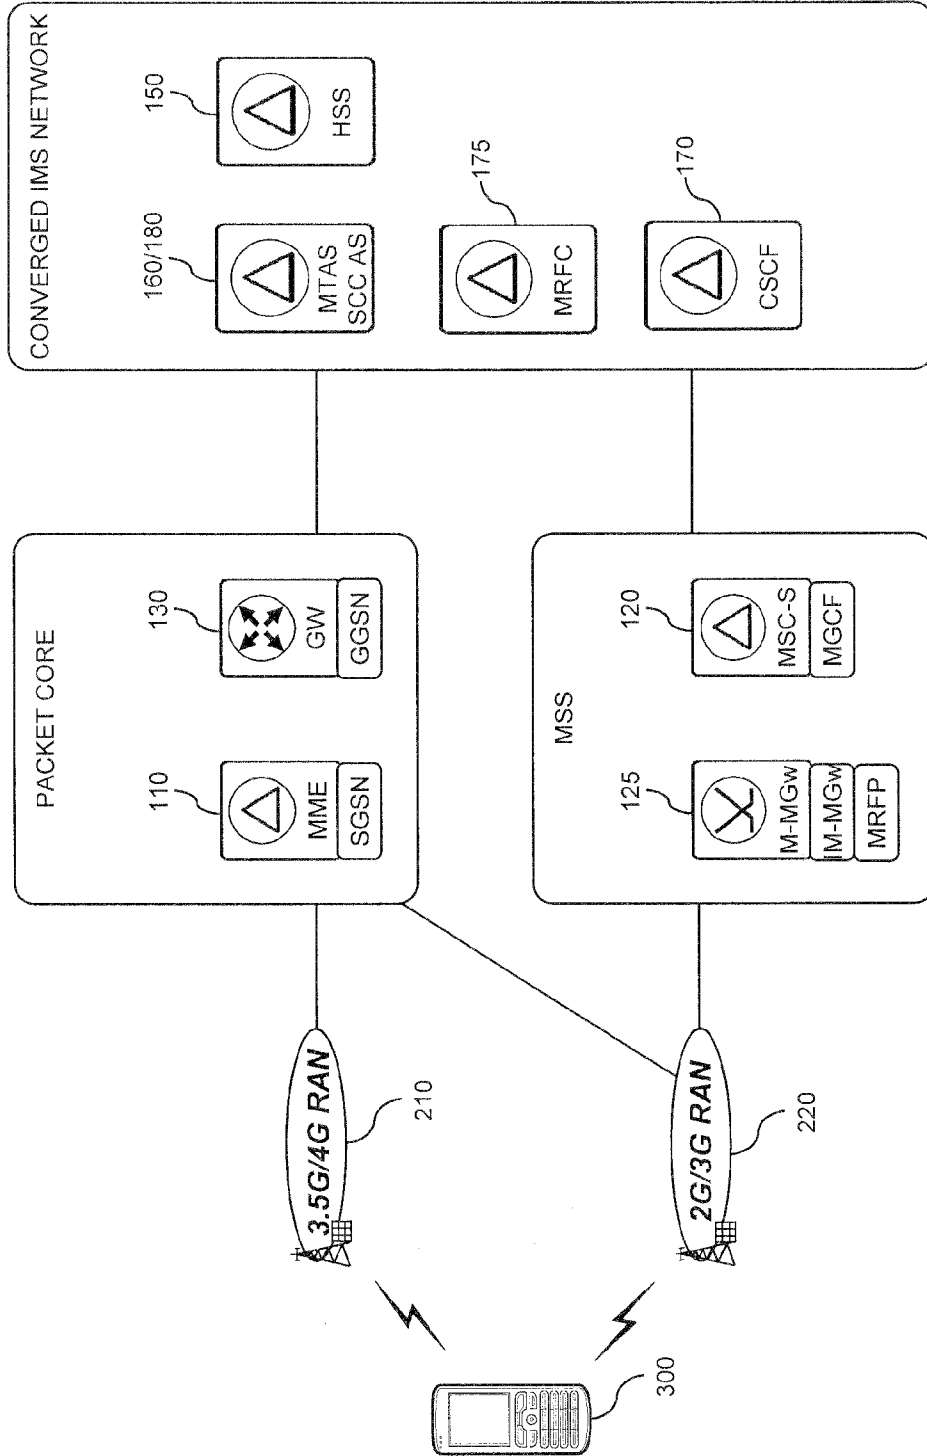 CONVERGED IMS NETWORK
160/180
MTAS
SCC AS
150
HSS
175
MRFC
170
CSCF
PACKET CORE
110
MME
SGSN
130
GW
GGSN
MSS
125
M-MGw
IM-MGw
MRFP
120
MSC-S
MGCF
3.5G/4G RAN
210
2G/3G RAN
220
300